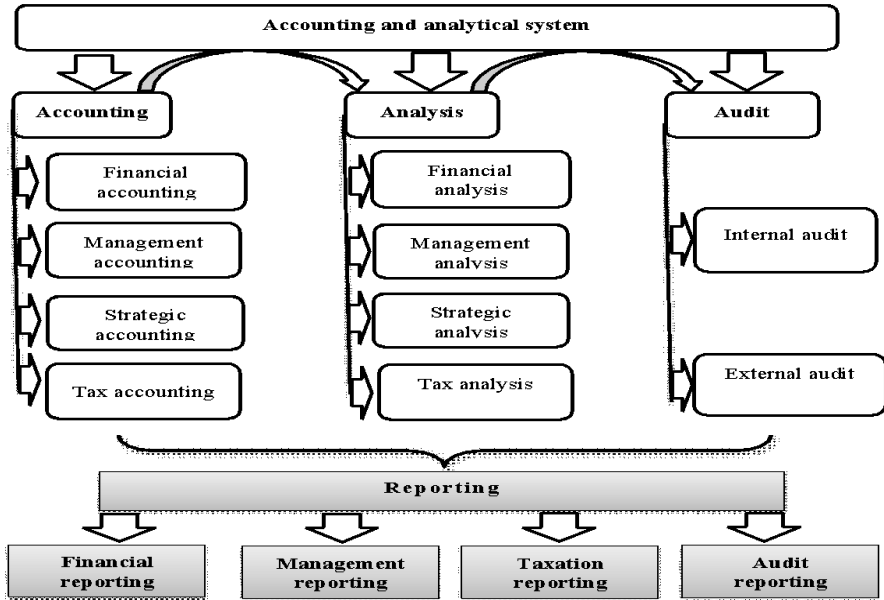 Accounting and analytical system
Accounting
Analysis
Audit
Financial
accounting
Management
accounting
Strategic
accounting
Tax accounting
Financial
analysis
Management
analysis
Strategic
analysis
Tax analysis
Internal audit
External audit
Reporting
Financial
reporting
Management
reporting
Taxation
reporting
Audit
reporting